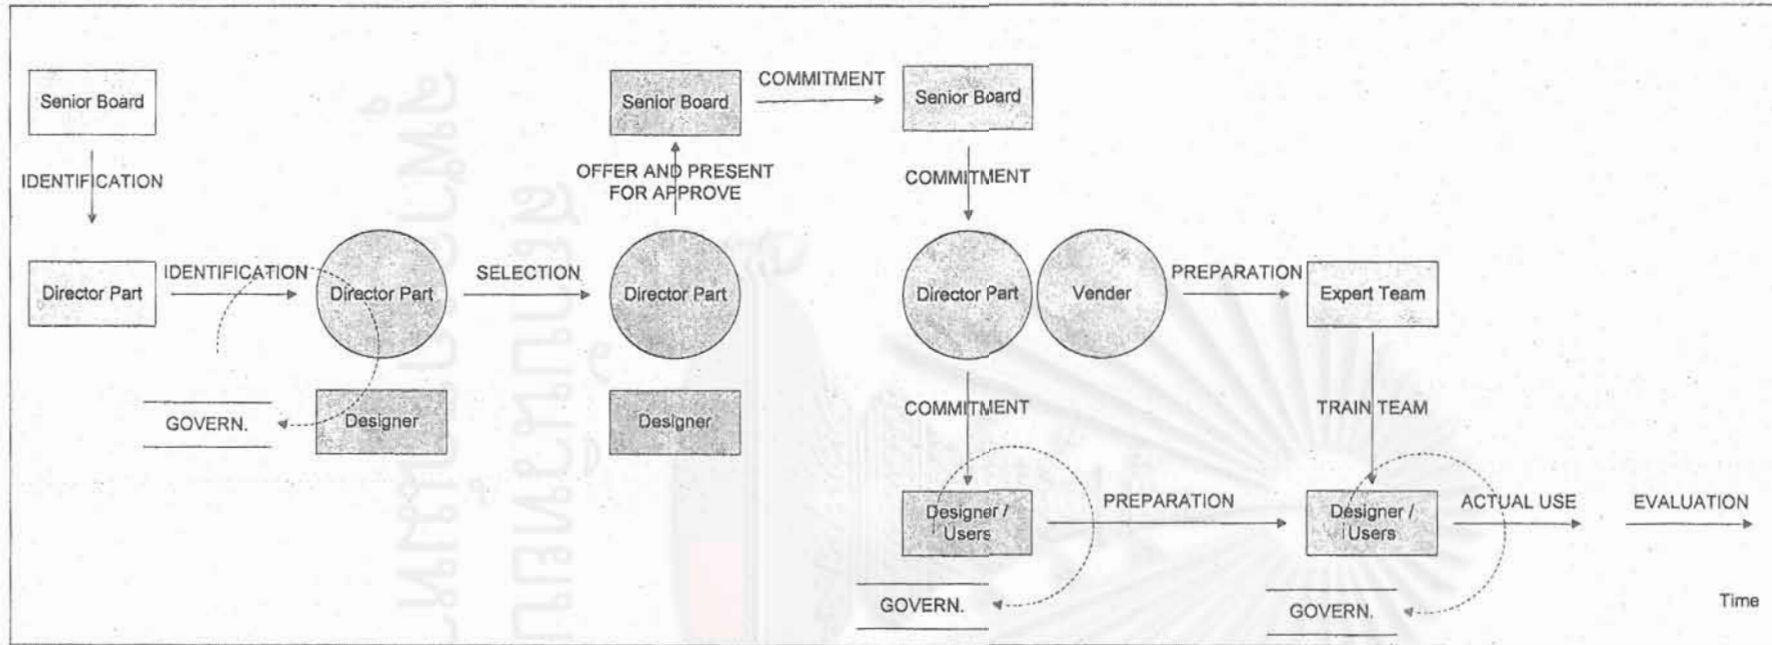 Senior Board
IDENTIFICATION
Director Part
IDENTIFICATION
GOVERN.
Director Part
Designer
SELECTION
Senior Board
OFFER AND PRESENT
FOR APPROVE
Director Part
Designer
COMMITMENT
Senior Board
COMMITMENT
Director Part
Vender
COMMITMENT
Designer /
Users
GOVERN.
PREPARATION
Expert Team
TRAIN TEAM
PREPARATION
Designer /
Users
GOVERN.
ACTUAL USE
EVALUATION
Time